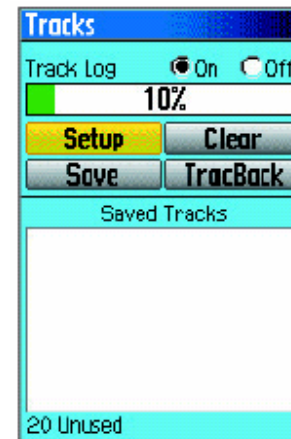 Tracks
Track Log On Off
10%
Setup Clear
Save TracBack
Saved Tracks
20 Unused